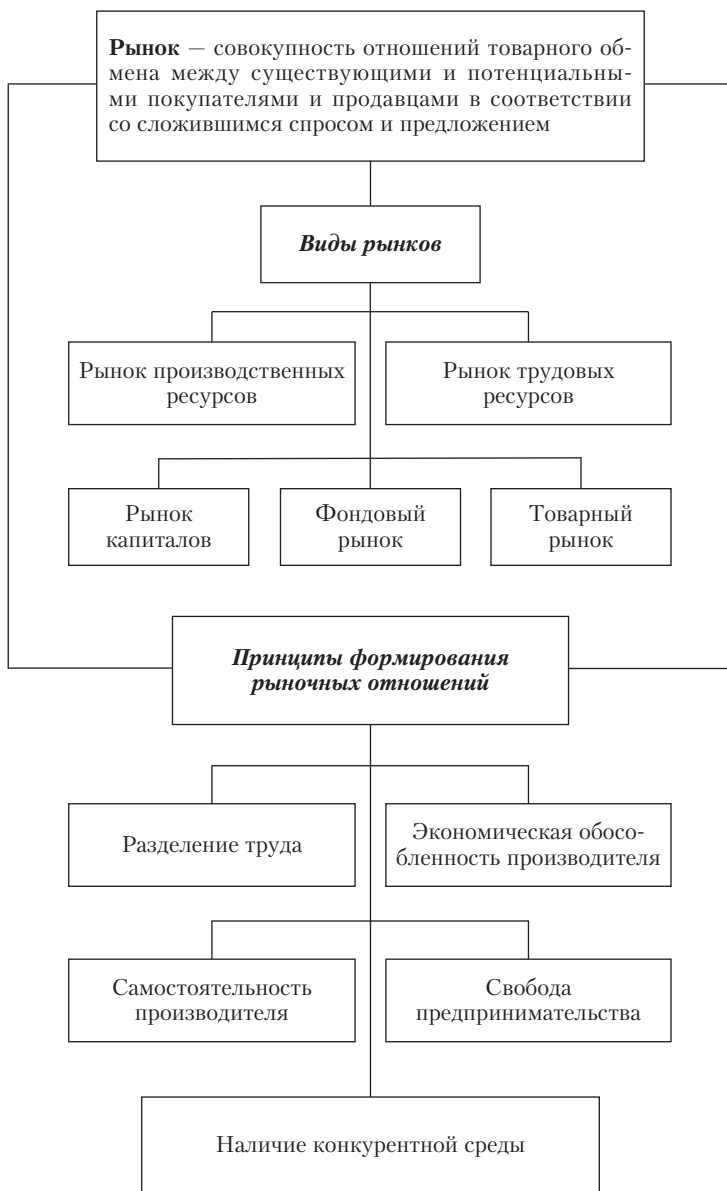 Рынок — совокупность отношений товарного об-
мена между существующими и потенциальны-
ми покупателями и продавцами в соответствии
со сложившимся спросом и предложением
Виды рынков
Рынок производственных
ресурсов
Рынок трудовых
ресурсов
Рынок
капиталов
Фондовый
рынок
Товарный
рынок
Принципы формирования
рыночных отношений
Разделение труда
Экономическая обосо-
бленность производителя
Самостоятельность
производителя
Свобода
предпринимательства
Наличие конкурентной среды